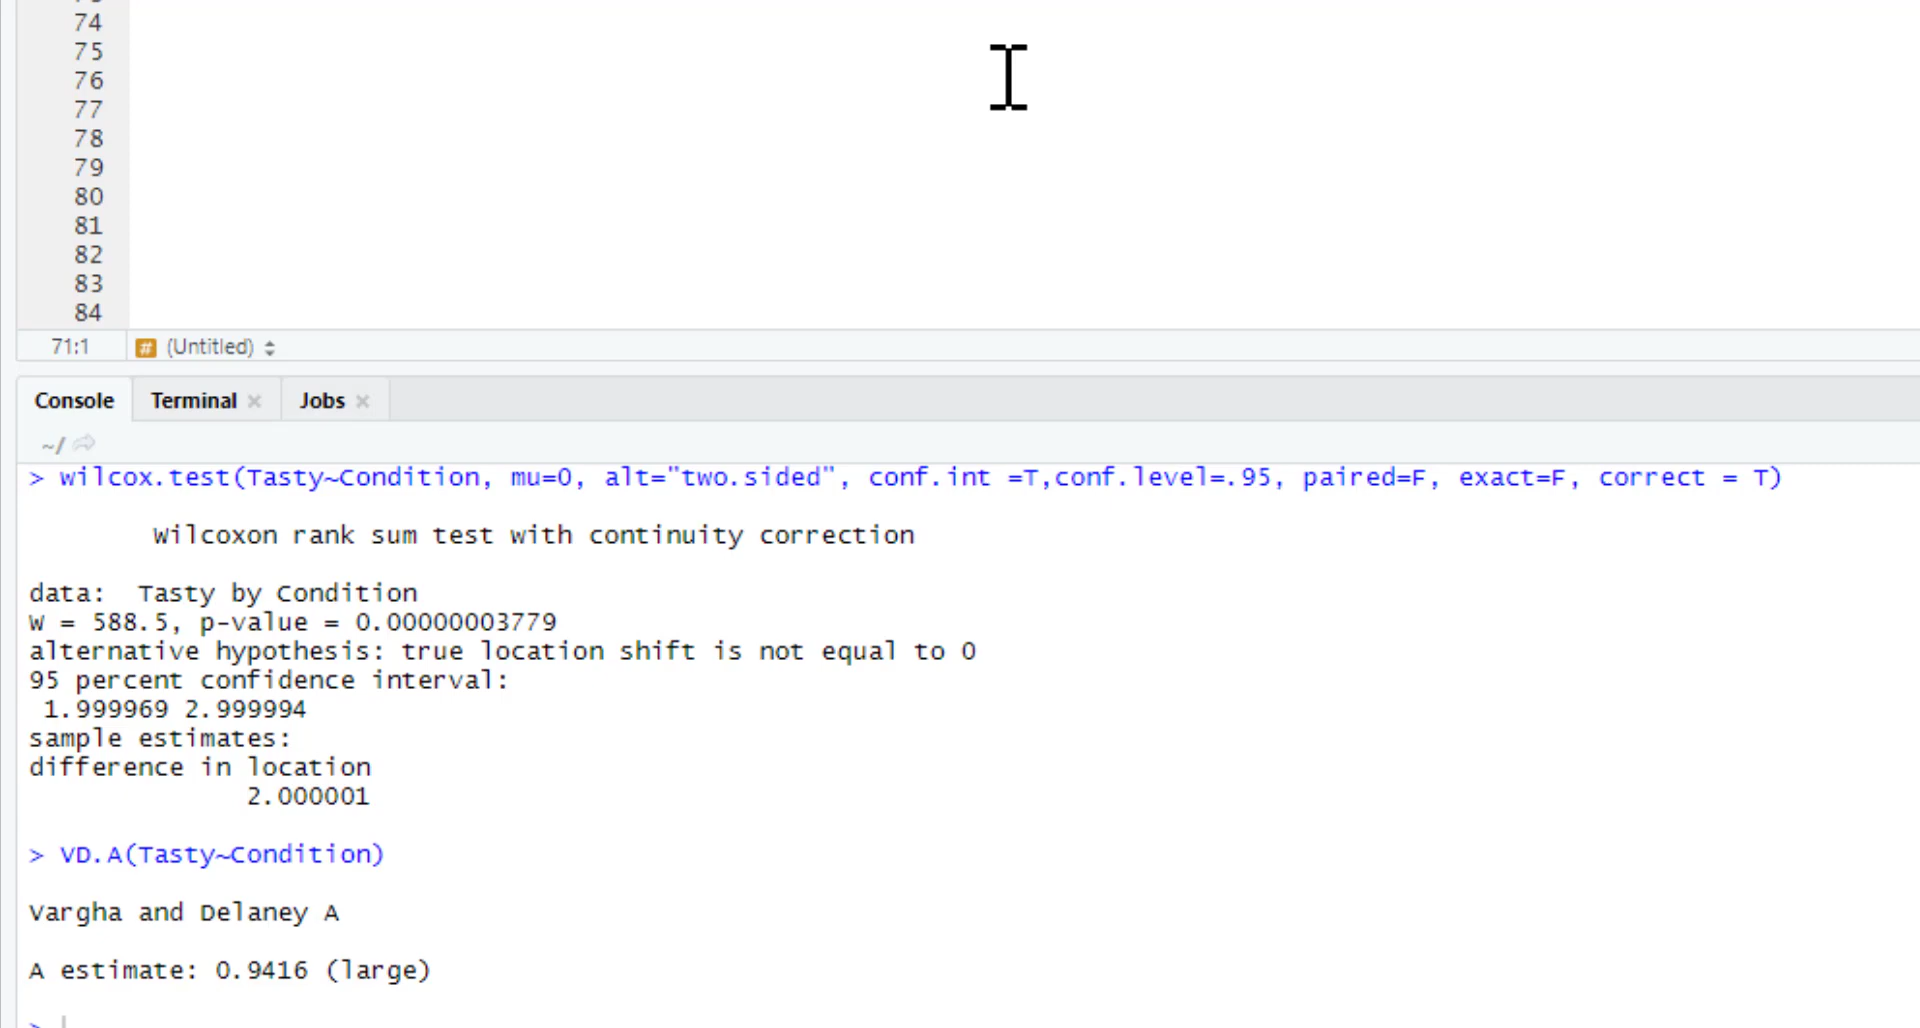 74
75
76
77
78
79
80
81
82
83
84
71:1 # (Untitled)
Console Terminal × Jobs ×
~/
> wilcox.test(Tasty~Condition, mu=0, alt="two.sided", conf.int =T,conf.level=.95, paired=F, exact=F, correct = T)
Wilcoxon rank sum test with continuity correction
data:  Tasty by Condition
W = 588.5, p-value = 0.00000003779
alternative hypothesis: true location shift is not equal to 0
95 percent confidence interval:
1.999969 2.999994
sample estimates:
difference in location
2.000001
> VD.A(Tasty~Condition)
Vargha and Delaney A
A estimate: 0.9416 (large)
>